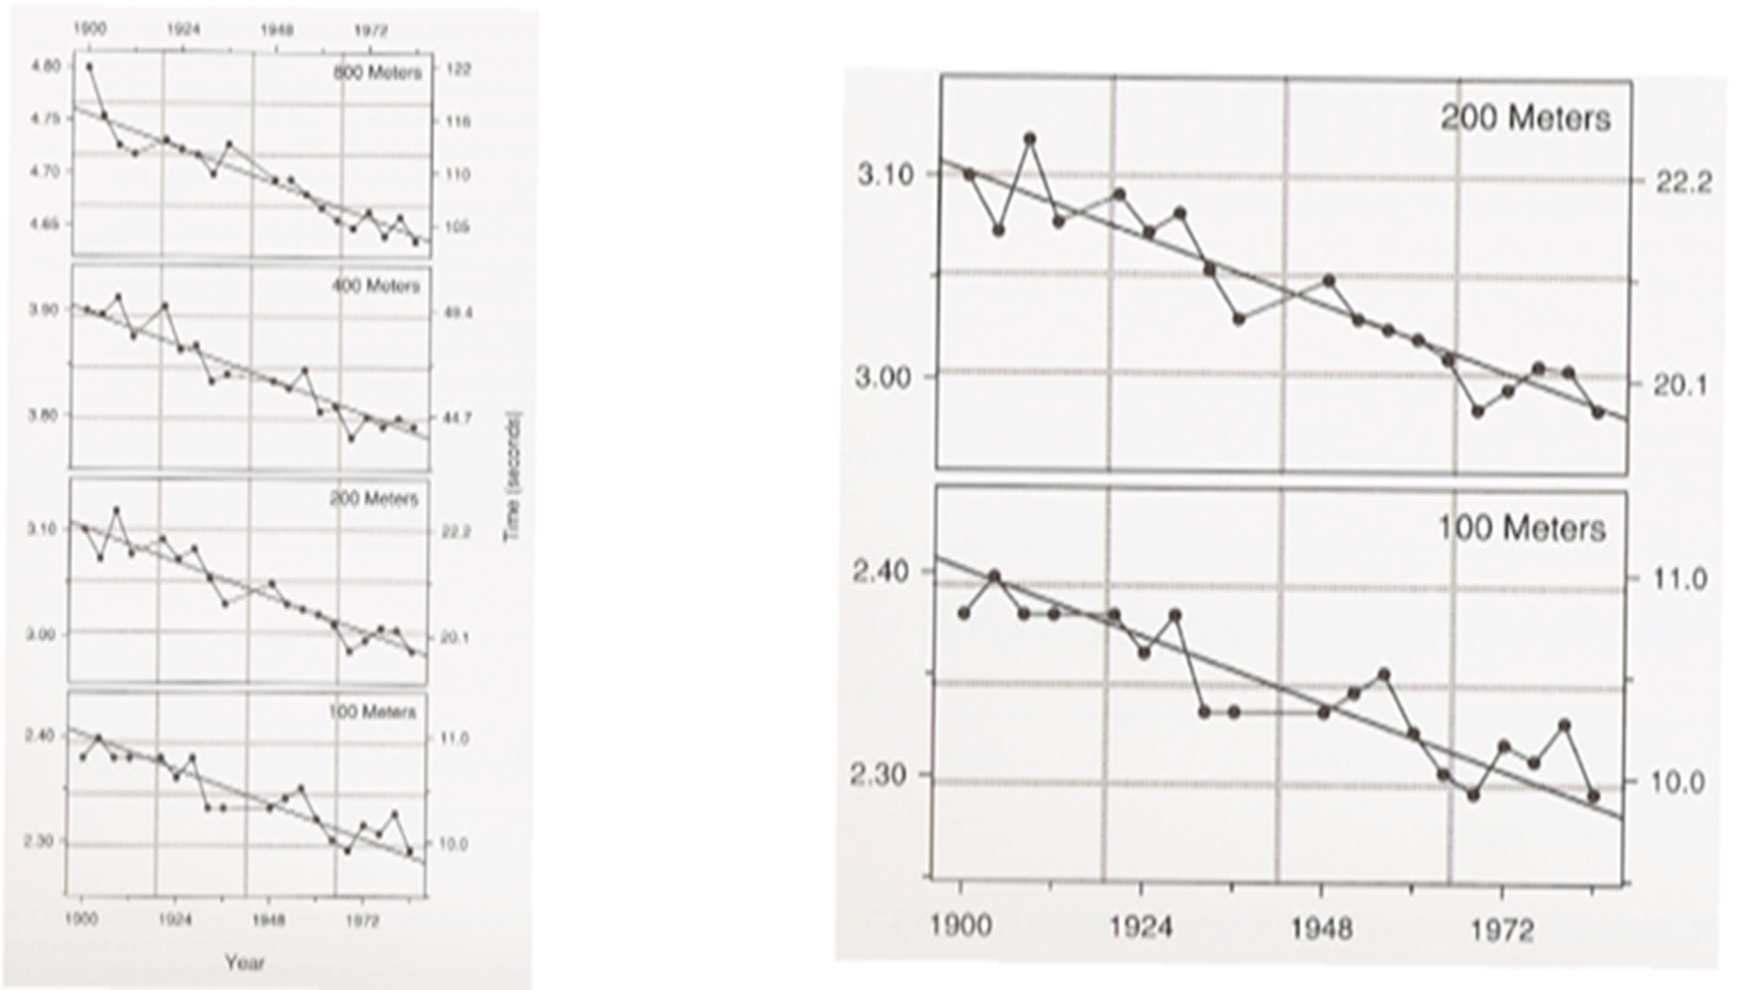 1900 1924 1948 1972
800 Meters
4.80 122
4.75 116
4.70 110
4.65 105
400 Meters
3.90 49.4
3.80 44.7
200 Meters
3.10 22.2
3.00 20.1
100 Meters
2.40 11.0
2.30 10.0
1900 1924 1948 1972
Year
Time (seconds)
200 Meters
3.10 22.2
3.00 20.1
100 Meters
2.40 11.0
2.30 10.0
1900 1924 1948 1972